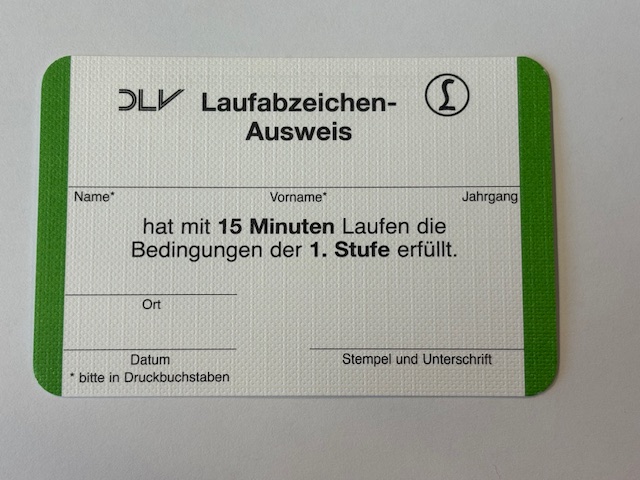 DLV Laufabzeichen-
Ausweis
Name* Vorname* Jahrgang
hat mit 15 Minuten Laufen die
Bedingungen der 1. Stufe erfüllt.
Ort
Datum Stempel und Unterschrift
* bitte in Druckbuchstaben